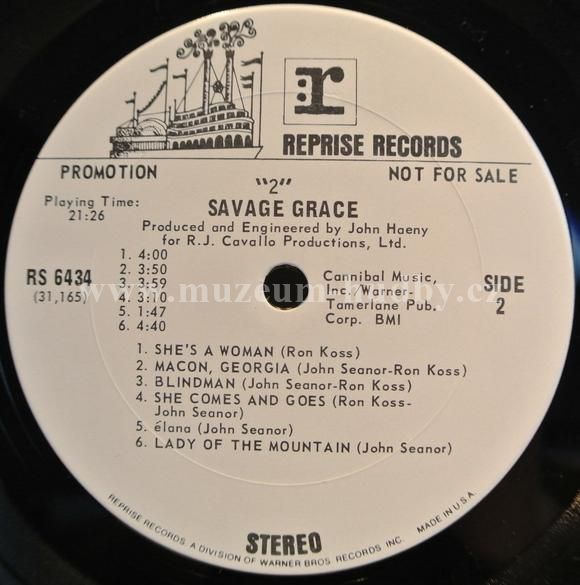 r
REPRISE RECORDS
PROMOTION
NOT FOR SALE
"2"
Playing Time:
21:26
SAVAGE GRACE
Produced and Engineered by John Haeny
for R.J. Cavallo Productions, Ltd.
RS 6434
(31,165)
1. 4:00
2. 3:50
3. 3:59
4. 3:10
5. 1:47
6. 4:40
Cannibal Music,
Inc./Warner-
Tamerlane Pub.
Corp. BMI
SIDE
2
www.muzeum-hudby.cz
1. SHE'S A WOMAN (Ron Koss)
2. MACON, GEORGIA (John Seanor-Ron Koss)
3. BLINDMAN (John Seanor-Ron Koss)
4. SHE COMES AND GOES (Ron Koss-
John Seanor)
5. élana (John Seanor)
6. LADY OF THE MOUNTAIN (John Seanor)
STEREO
REPRISE RECORDS A DIVISION OF WARNER BROS. RECORDS INC. MADE IN U.S.A.